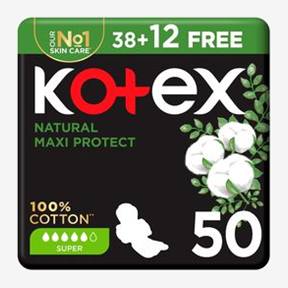 OUR
No1
SKIN CARE*
38+12 FREE
KOTEX
NATURAL
MAXI PROTECT
100%
COTTON**
SUPER
50